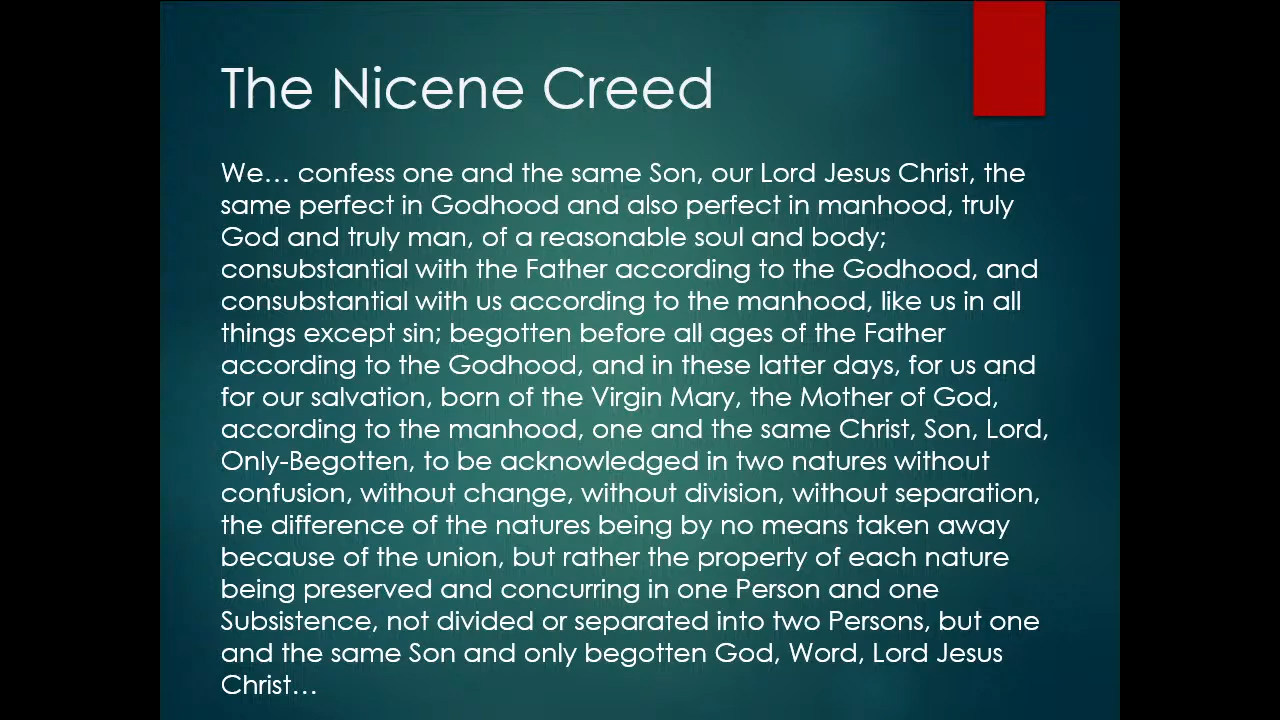 The Nicene Creed
We… confess one and the same Son, our Lord Jesus Christ, the
same perfect in Godhood and also perfect in manhood, truly
God and truly man, of a reasonable soul and body;
consubstantial with the Father according to the Godhood, and
consubstantial with us according to the manhood, like us in all
things except sin; begotten before all ages of the Father
according to the Godhood, and in these latter days, for us and
for our salvation, born of the Virgin Mary, the Mother of God,
according to the manhood, one and the same Christ, Son, Lord,
Only-Begotten, to be acknowledged in two natures without
confusion, without change, without division, without separation,
the difference of the natures being by no means taken away
because of the union, but rather the property of each nature
being preserved and concurring in one Person and one
Subsistence, not divided or separated into two Persons, but one
and the same Son and only begotten God, Word, Lord Jesus
Christ…